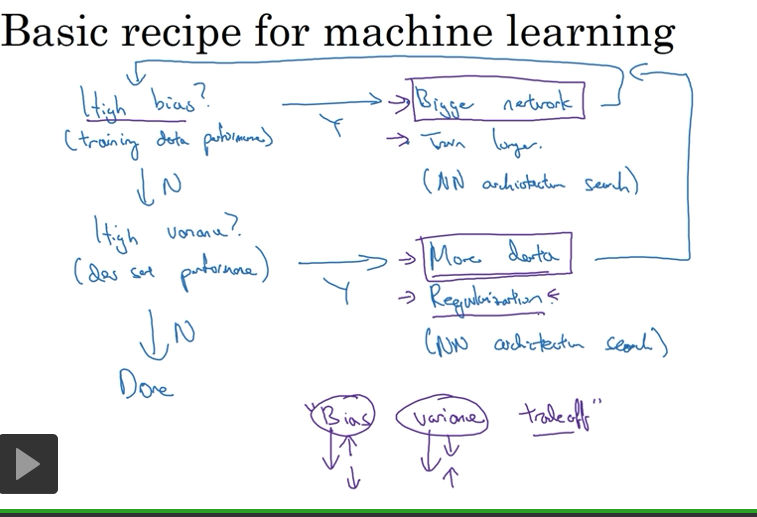 Basic recipe for machine learning
High bias? Y → Bigger network
(training data performance) → Train longer.
↓ N (NN architecture search)
High variance? Y → More data
(dev set performance) → Regularization
↓ N (NN architecture search)
Done
"Bias variance tradeoff"